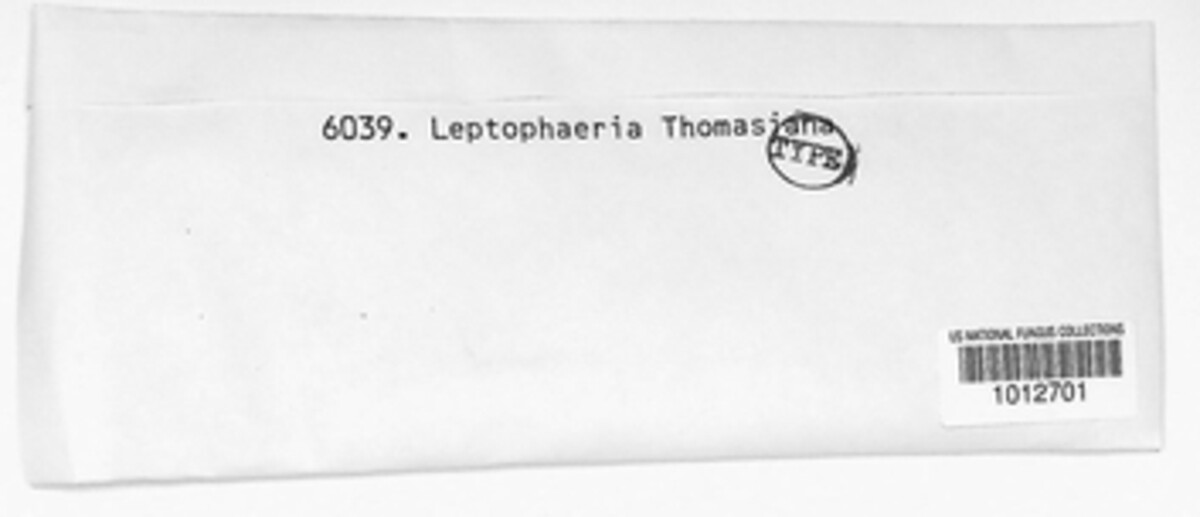 6039. Leptophaeria Thomasiana
TYPE
US NATIONAL FUNGUS COLLECTIONS
1012701